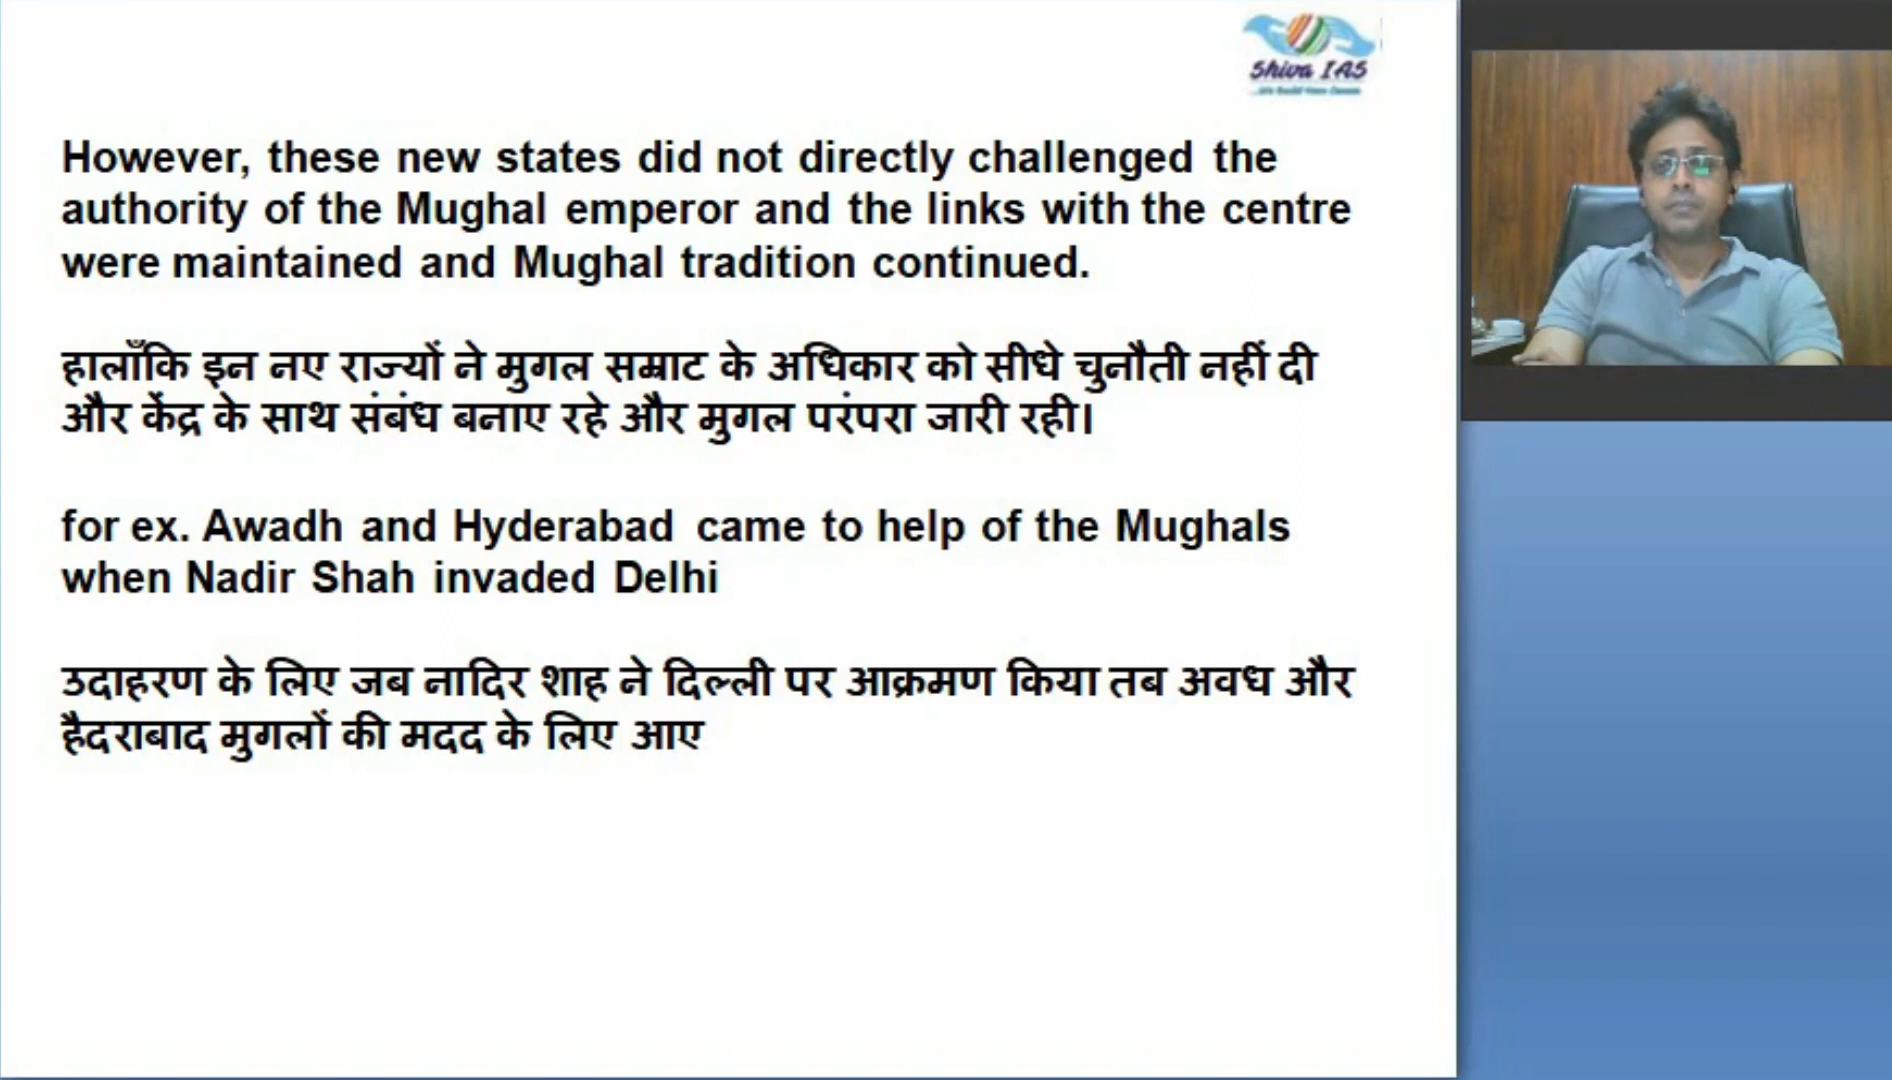 Shiva IAS
However, these new states did not directly challenged the
authority of the Mughal emperor and the links with the centre
were maintained and Mughal tradition continued.
हालाँकि इन नए राज्यों ने मुगल सम्राट के अधिकार को सीधे चुनौती नहीं दी
और केंद्र के साथ संबंध बनाए रहे और मुगल परंपरा जारी रही।
for ex. Awadh and Hyderabad came to help of the Mughals
when Nadir Shah invaded Delhi
उदाहरण के लिए जब नादिर शाह ने दिल्ली पर आक्रमण किया तब अवध और
हैदराबाद मुगलों की मदद के लिए आए